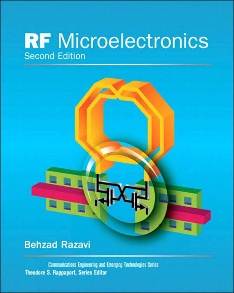 RF Microelectronics
Second Edition
Behzad Razavi
Communications Engineering and Emerging Technologies Series
Theodore S. Rappaport, Series Editor